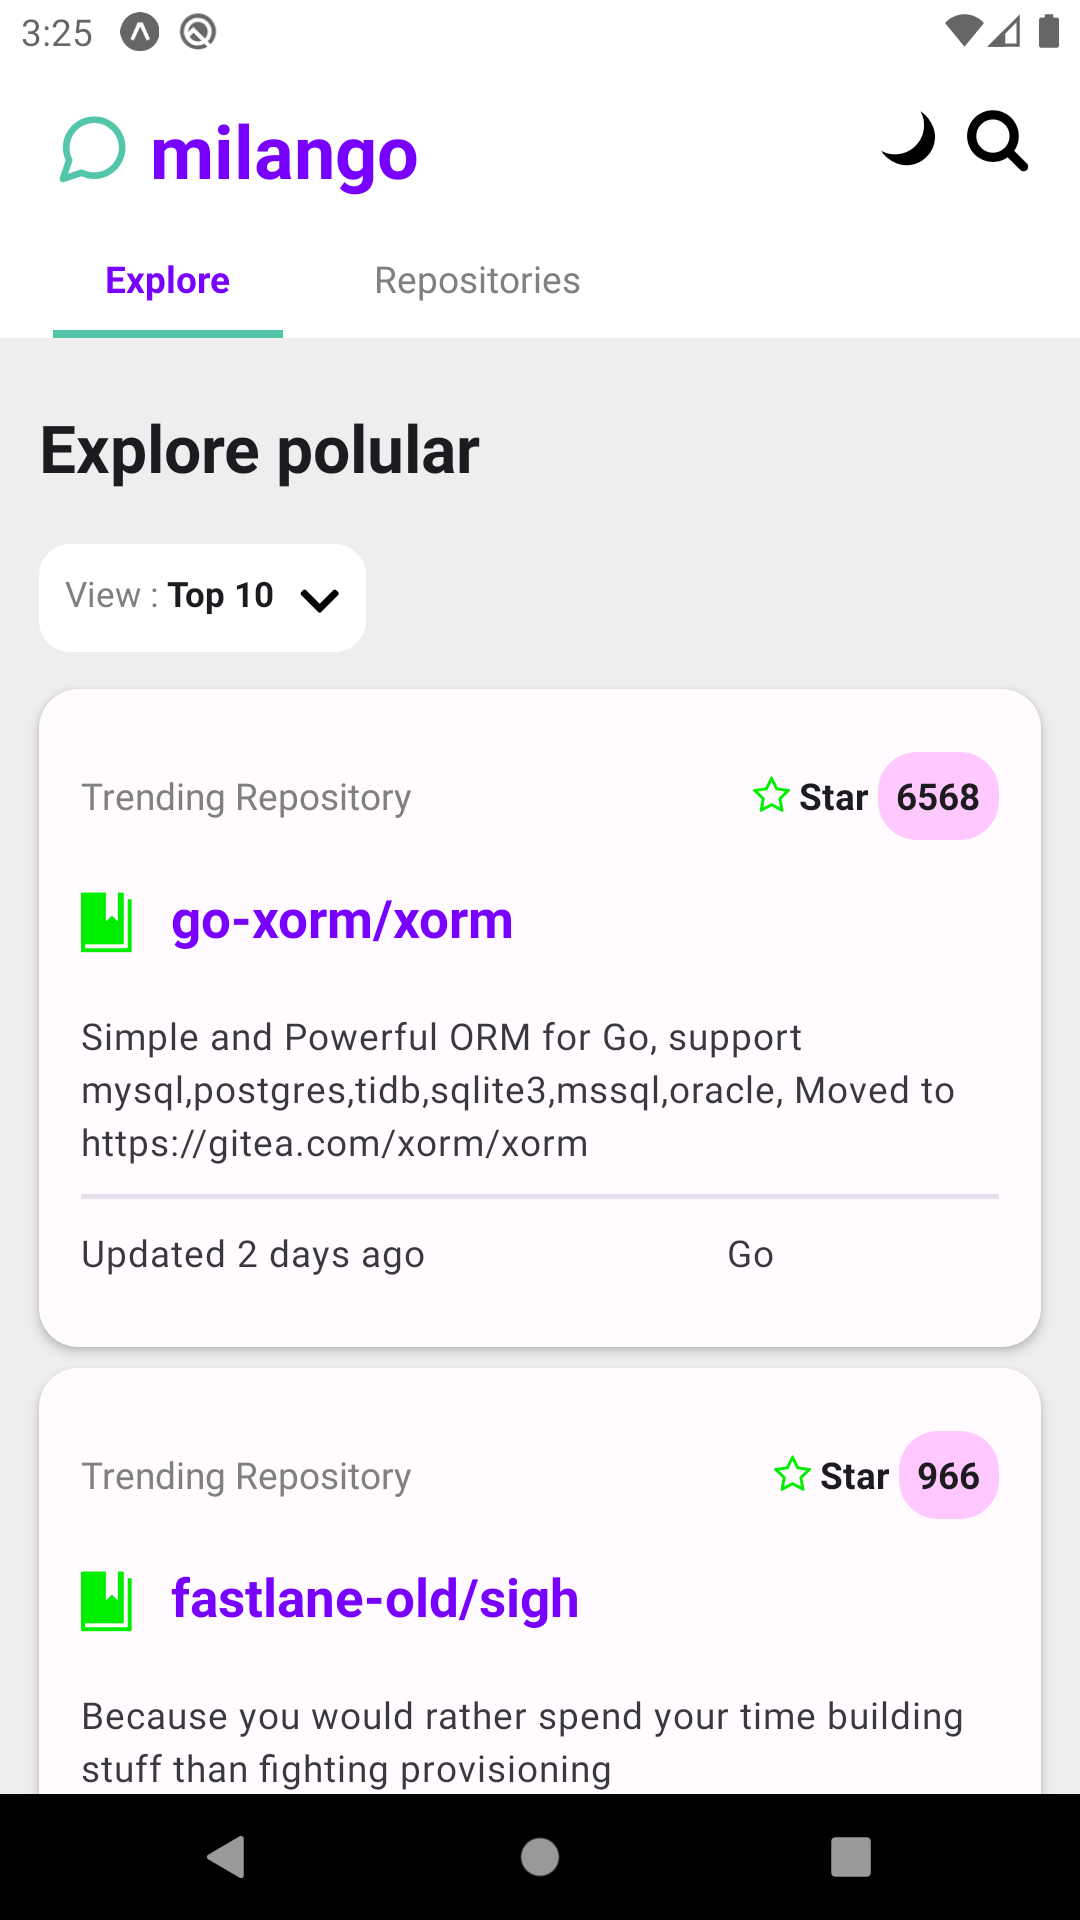 3:25
milango
Explore
Repositories
Explore polular
View : Top 10
Trending Repository
Star 6568
go-xorm/xorm
Simple and Powerful ORM for Go, support
mysql,postgres,tidb,sqlite3,mssql,oracle, Moved to
https://gitea.com/xorm/xorm
Updated 2 days ago
Go
Trending Repository
Star 966
fastlane-old/sigh
Because you would rather spend your time building
stuff than fighting provisioning